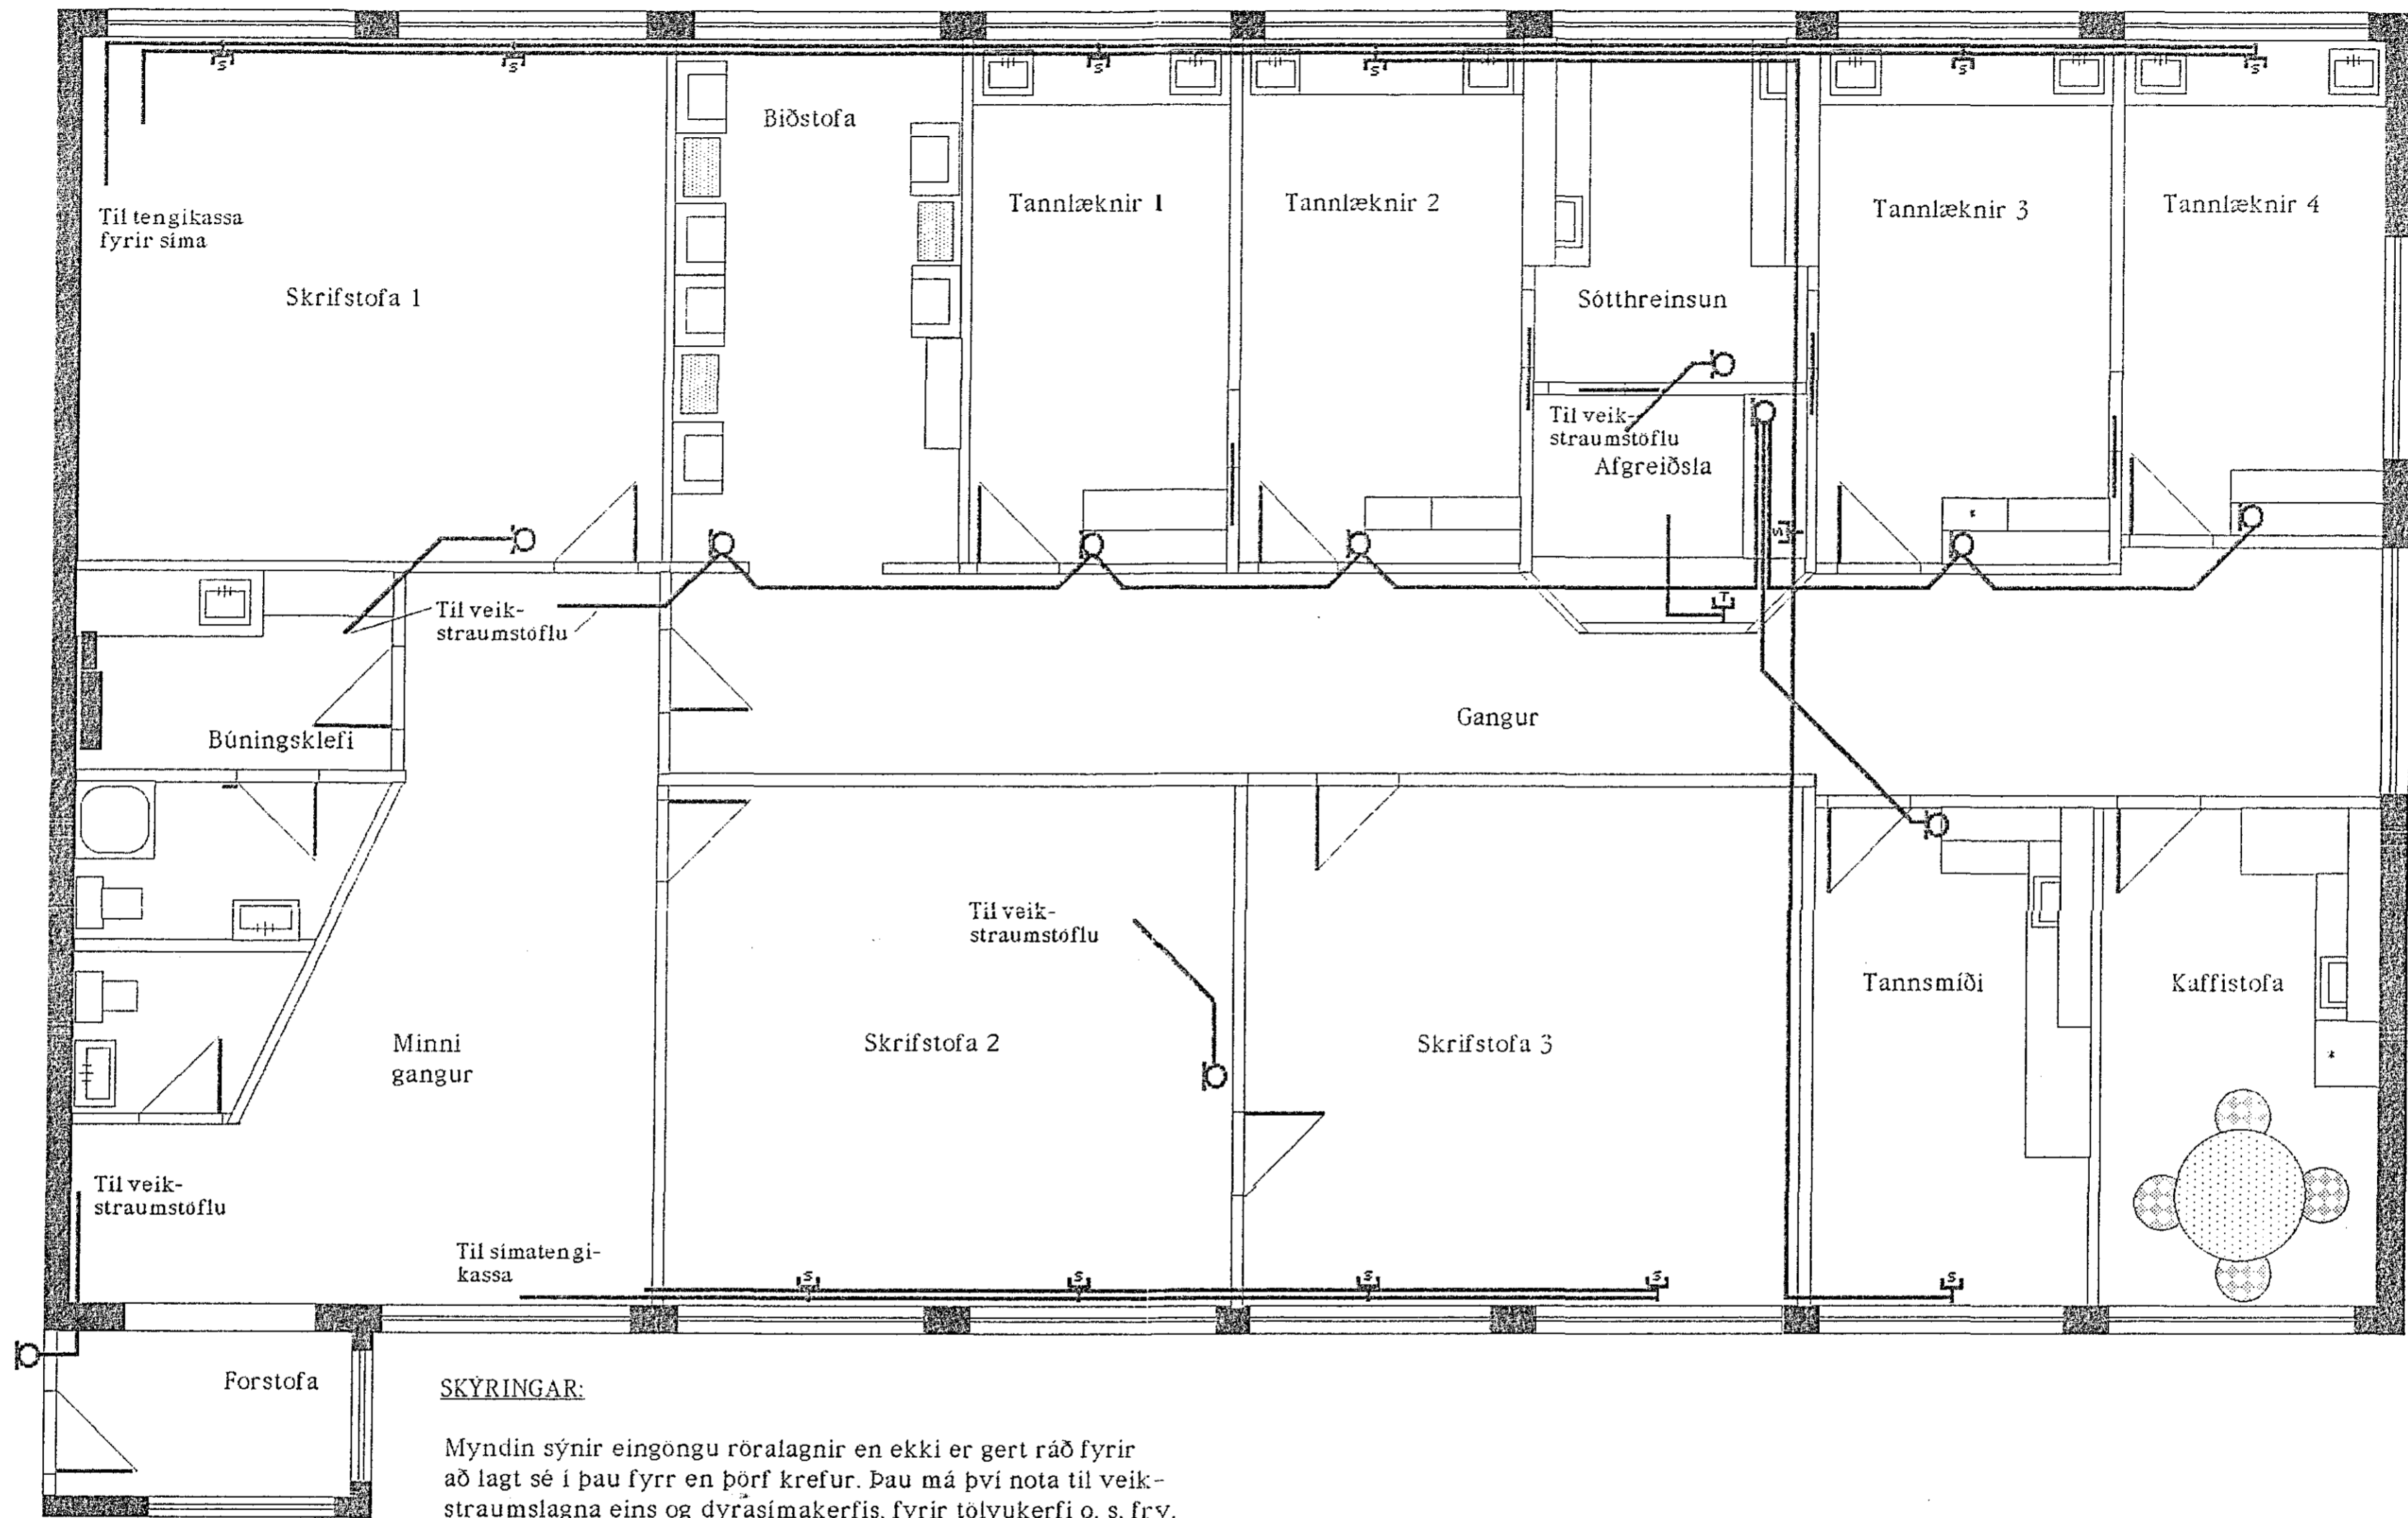 Biðstofa
Tannlæknir 1
Tannlæknir 2
Tannlæknir 3
Tannlæknir 4
Til tengikassa
fyrir síma
Skrifstofa 1
Sótthreinsun
Til veik-
straumstöflu
Afgreiðsla
Til veik-
straumstöflu
Búningsklefi
Gangur
Til veik-
straumstöflu
Minni
gangur
Skrifstofa 2
Skrifstofa 3
Tannsmíði
Kaffistofa
Til veik-
straumstöflu
Til símatengi-
kassa
Forstofa
SKÝRINGAR:
Myndin sýnir eingöngu röralagnir en ekki er gert ráð fyrir
að lagt sé í þau fyrr en þörf krefur. Þau má því nota til veik-
straumslagna eins og dyrasímakerfis, fyrir tölvukerfi o. s. frv.
S
S
S
S
S
S
S
T
S
S
S
S
S